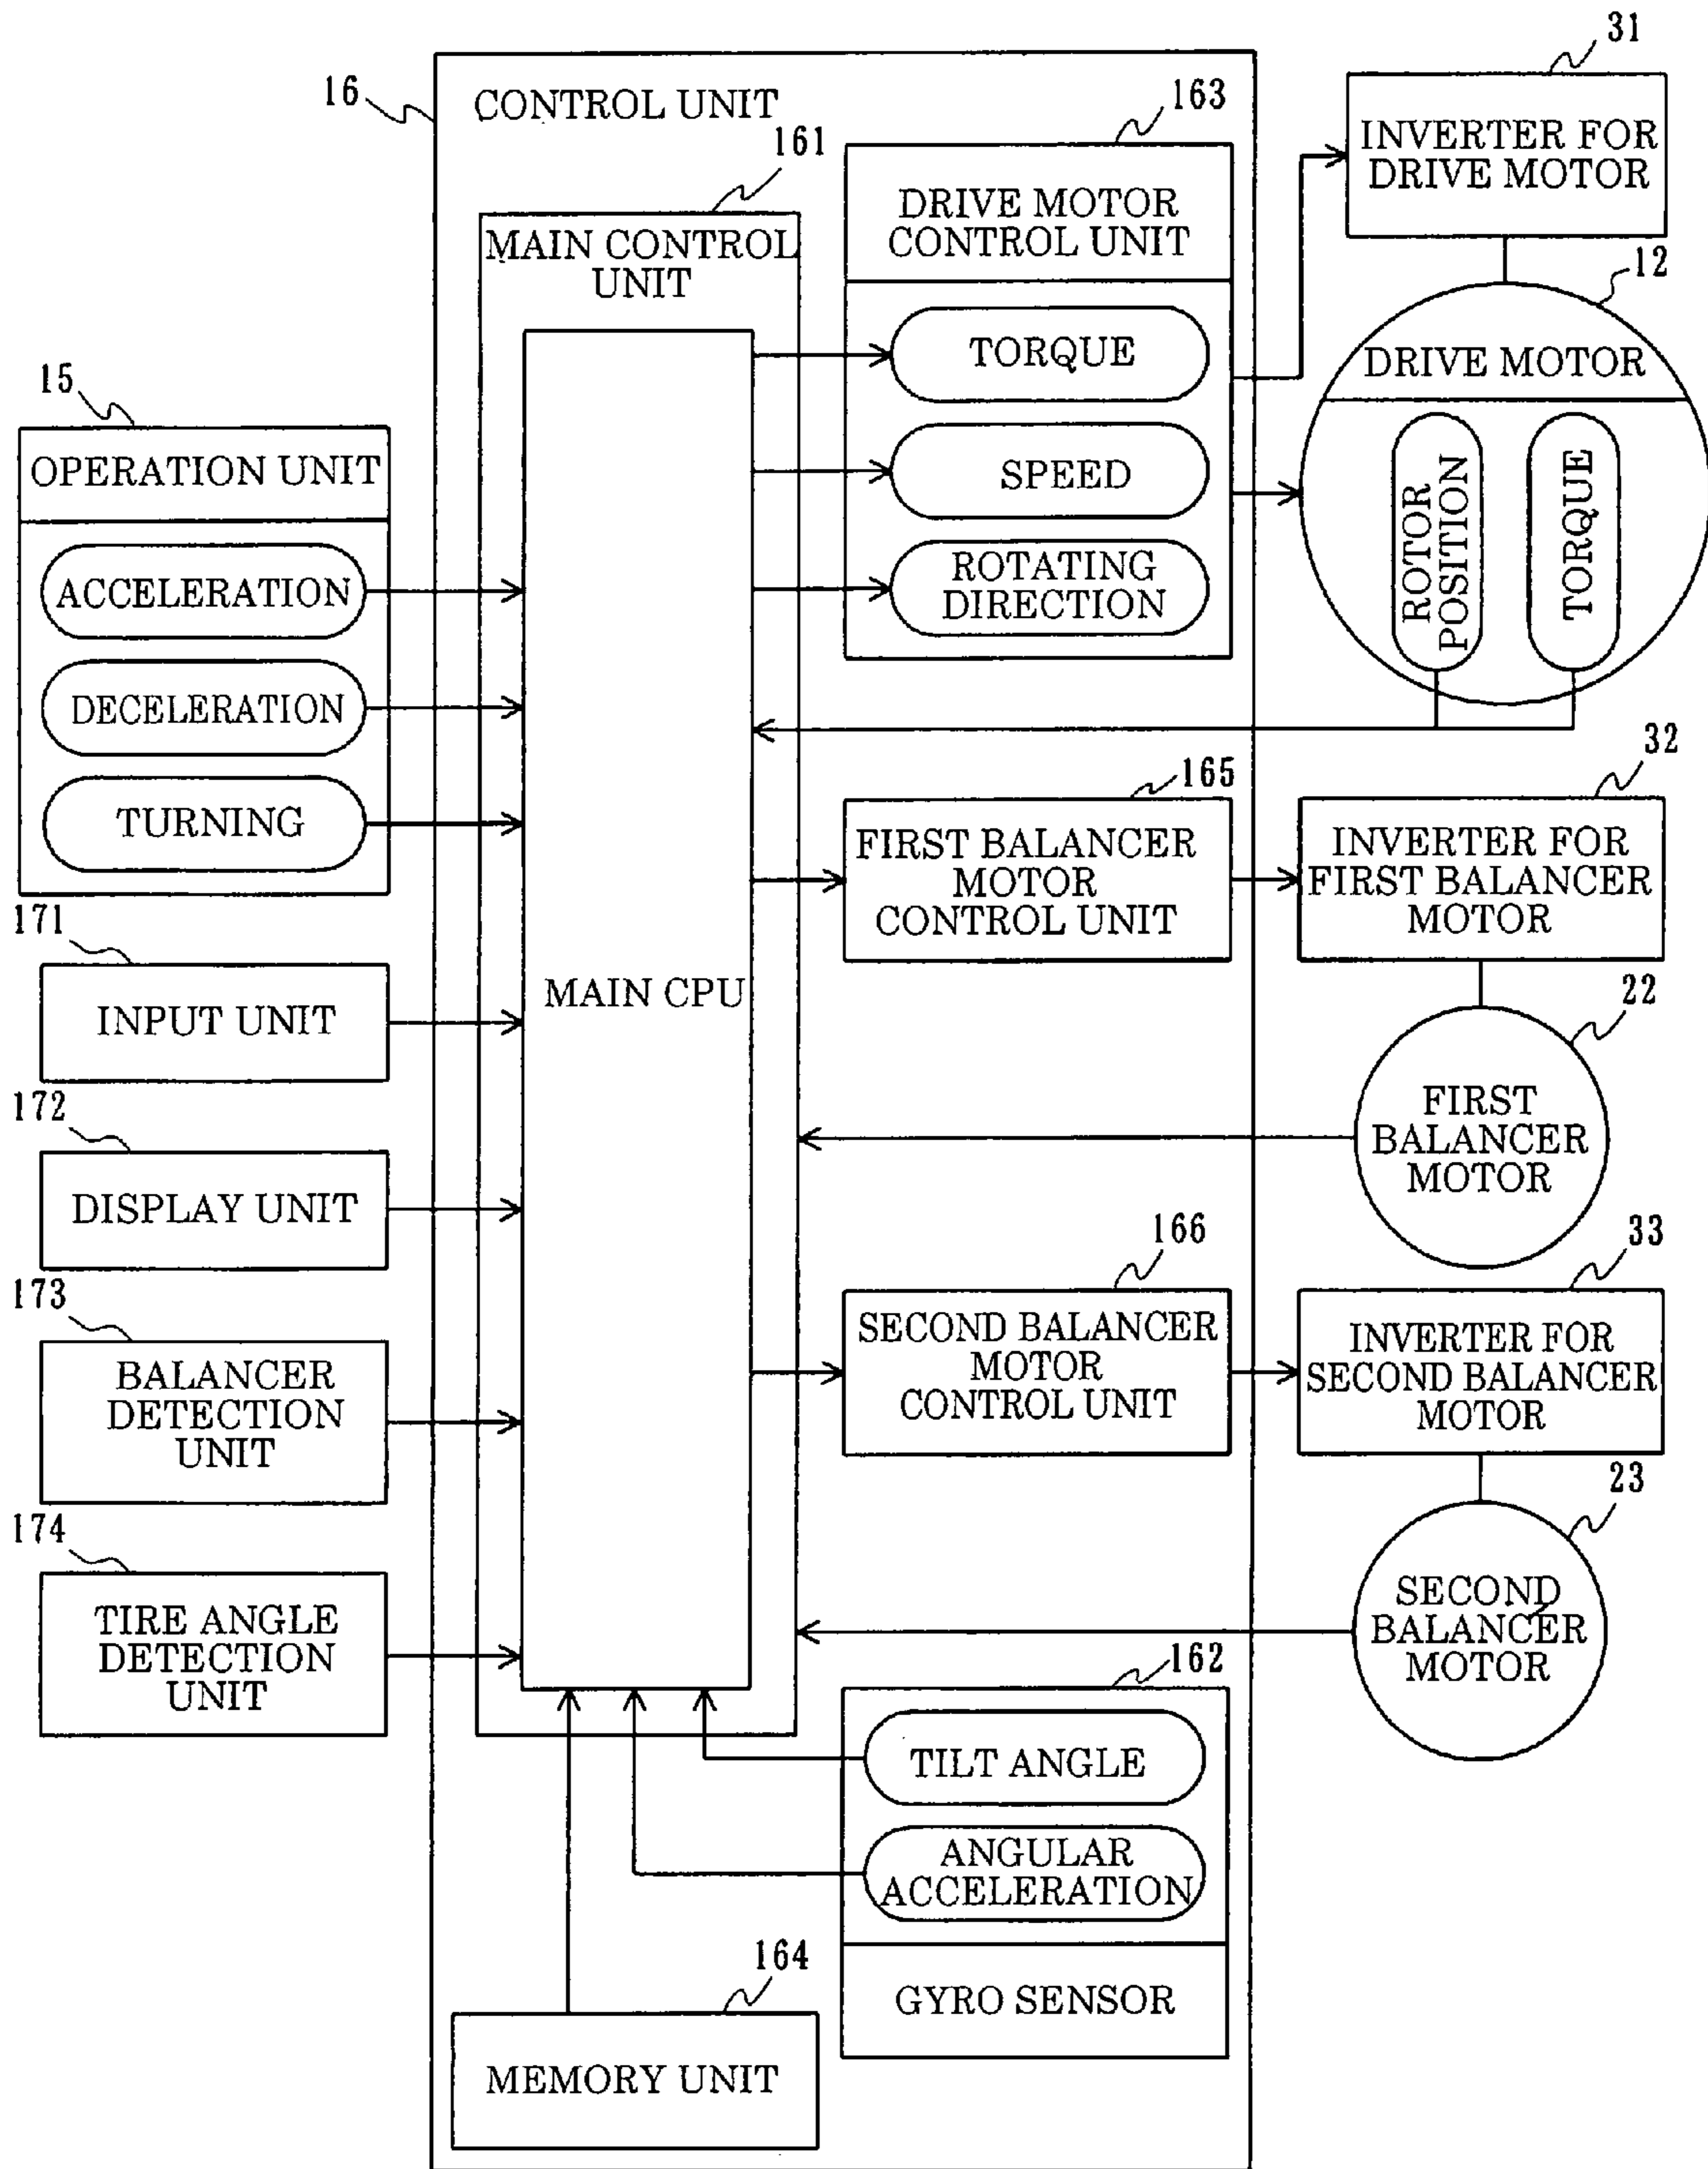 31
16
CONTROL UNIT
163
INVERTER FOR
DRIVE MOTOR
161
DRIVE MOTOR
CONTROL UNIT
MAIN CONTROL
UNIT
12
TORQUE
DRIVE MOTOR
15
OPERATION UNIT
SPEED
ROTOR
POSITION
TORQUE
ACCELERATION
ROTATING
DIRECTION
DECELERATION
32
165
TURNING
FIRST BALANCER
MOTOR
CONTROL UNIT
INVERTER FOR
FIRST BALANCER
MOTOR
171
INPUT UNIT
MAIN CPU
22
172
FIRST
BALANCER
MOTOR
DISPLAY UNIT
166
33
173
SECOND BALANCER
MOTOR
CONTROL UNIT
INVERTER FOR
SECOND BALANCER
MOTOR
BALANCER
DETECTION
UNIT
23
174
TIRE ANGLE
DETECTION
UNIT
SECOND
BALANCER
MOTOR
162
TILT ANGLE
ANGULAR
ACCELERATION
164
GYRO SENSOR
MEMORY UNIT